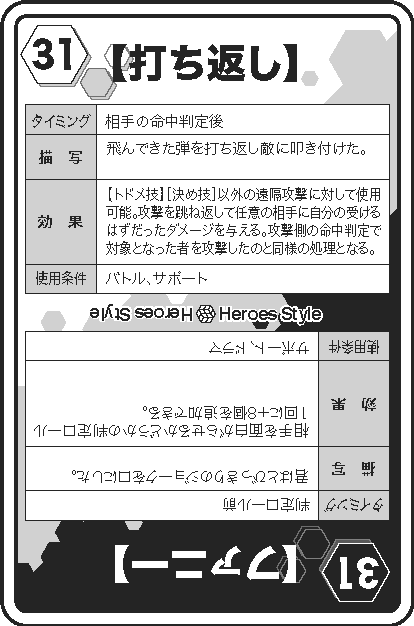 31
【打ち返し】
タイミング 相手の命中判定後
描 写 飛んできた弾を打ち返し敵に叩き付けた。
効 果 【トドメ技】［決め技］以外の遠隔攻撃に対して使用
可能。攻撃を跳ね返して任意の相手に自分の受ける
はずだったダメージを与える。攻撃側の命中判定で
対象となった者を攻撃したのと同様の処理となる。
使用条件 バトル、サポート
Heroes Style Heroes Style
31
【ファニー】
タイミング 判定ロール前
描 写 君はとびっきりのジョークを口にした。
効 果 相手を面白がらせるかどうかの判定ロール
1回に+8個を追加できる。
使用条件 サポート、ドラマ